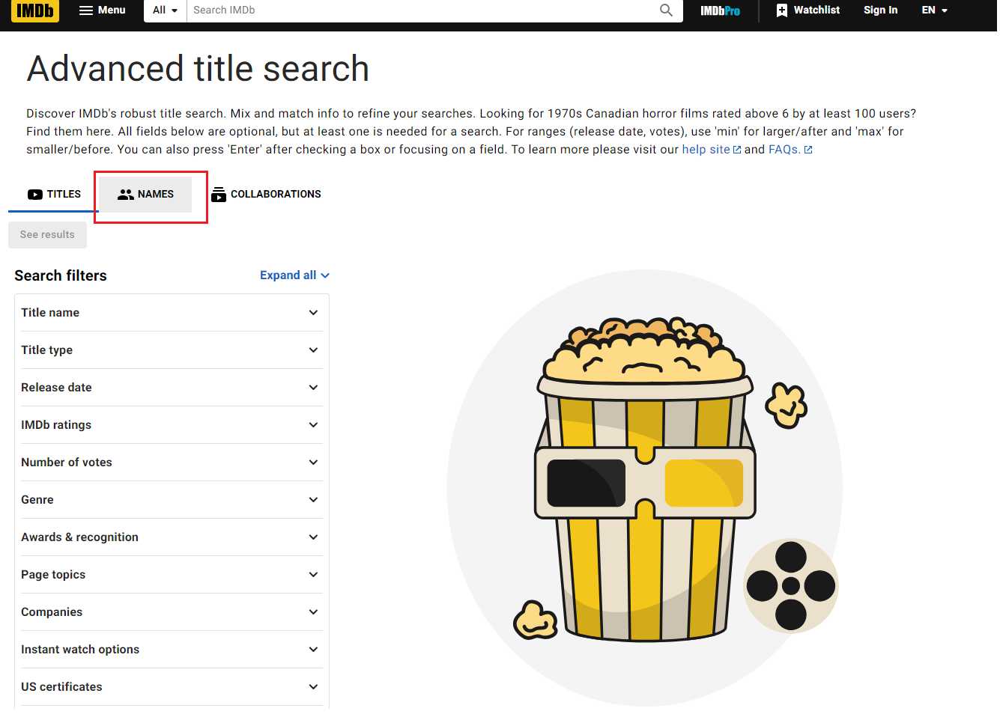 IMDb Menu All Search IMDb IMDbPro Watchlist Sign In EN
Advanced title search
Discover IMDb's robust title search. Mix and match info to refine your searches. Looking for 1970s Canadian horror films rated above 6 by at least 100 users?
Find them here. All fields below are optional, but at least one is needed for a search. For ranges (release date, votes), use 'min' for larger/after and 'max' for
smaller/before. You can also press 'Enter' after checking a box or focusing on a field. To learn more please visit our help site and FAQs.
TITLES NAMES COLLABORATIONS
See results
Search filters Expand all
Title name
Title type
Release date
IMDb ratings
Number of votes
Genre
Awards & recognition
Page topics
Companies
Instant watch options
US certificates